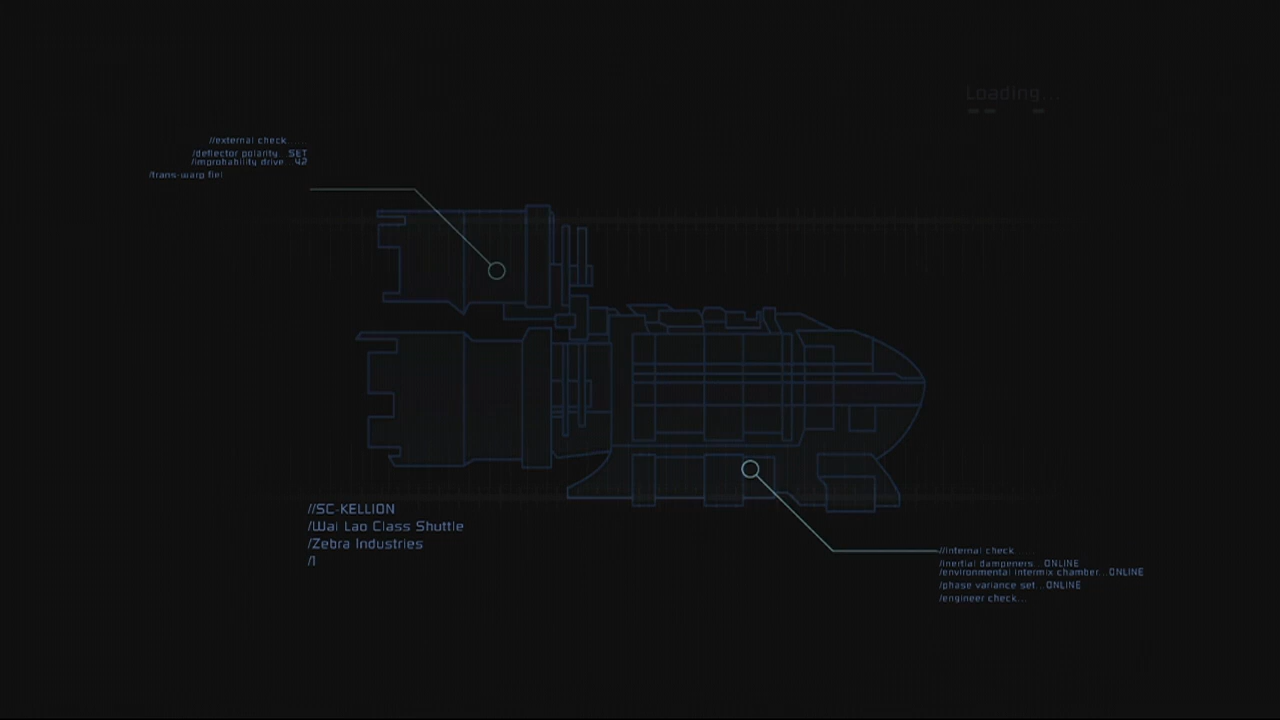 Loading...
//external check......
/deflector polarity...SET
/improbability drive...42
/trans-warp fiel
//SC-KELLION
/Wai Lao Class Shuttle
/Zebra Industries
/1
//internal check......
/inertial dampeners...ONLINE
/environmental intermix chamber...ONLINE
/phase variance set...ONLINE
/engineer check...